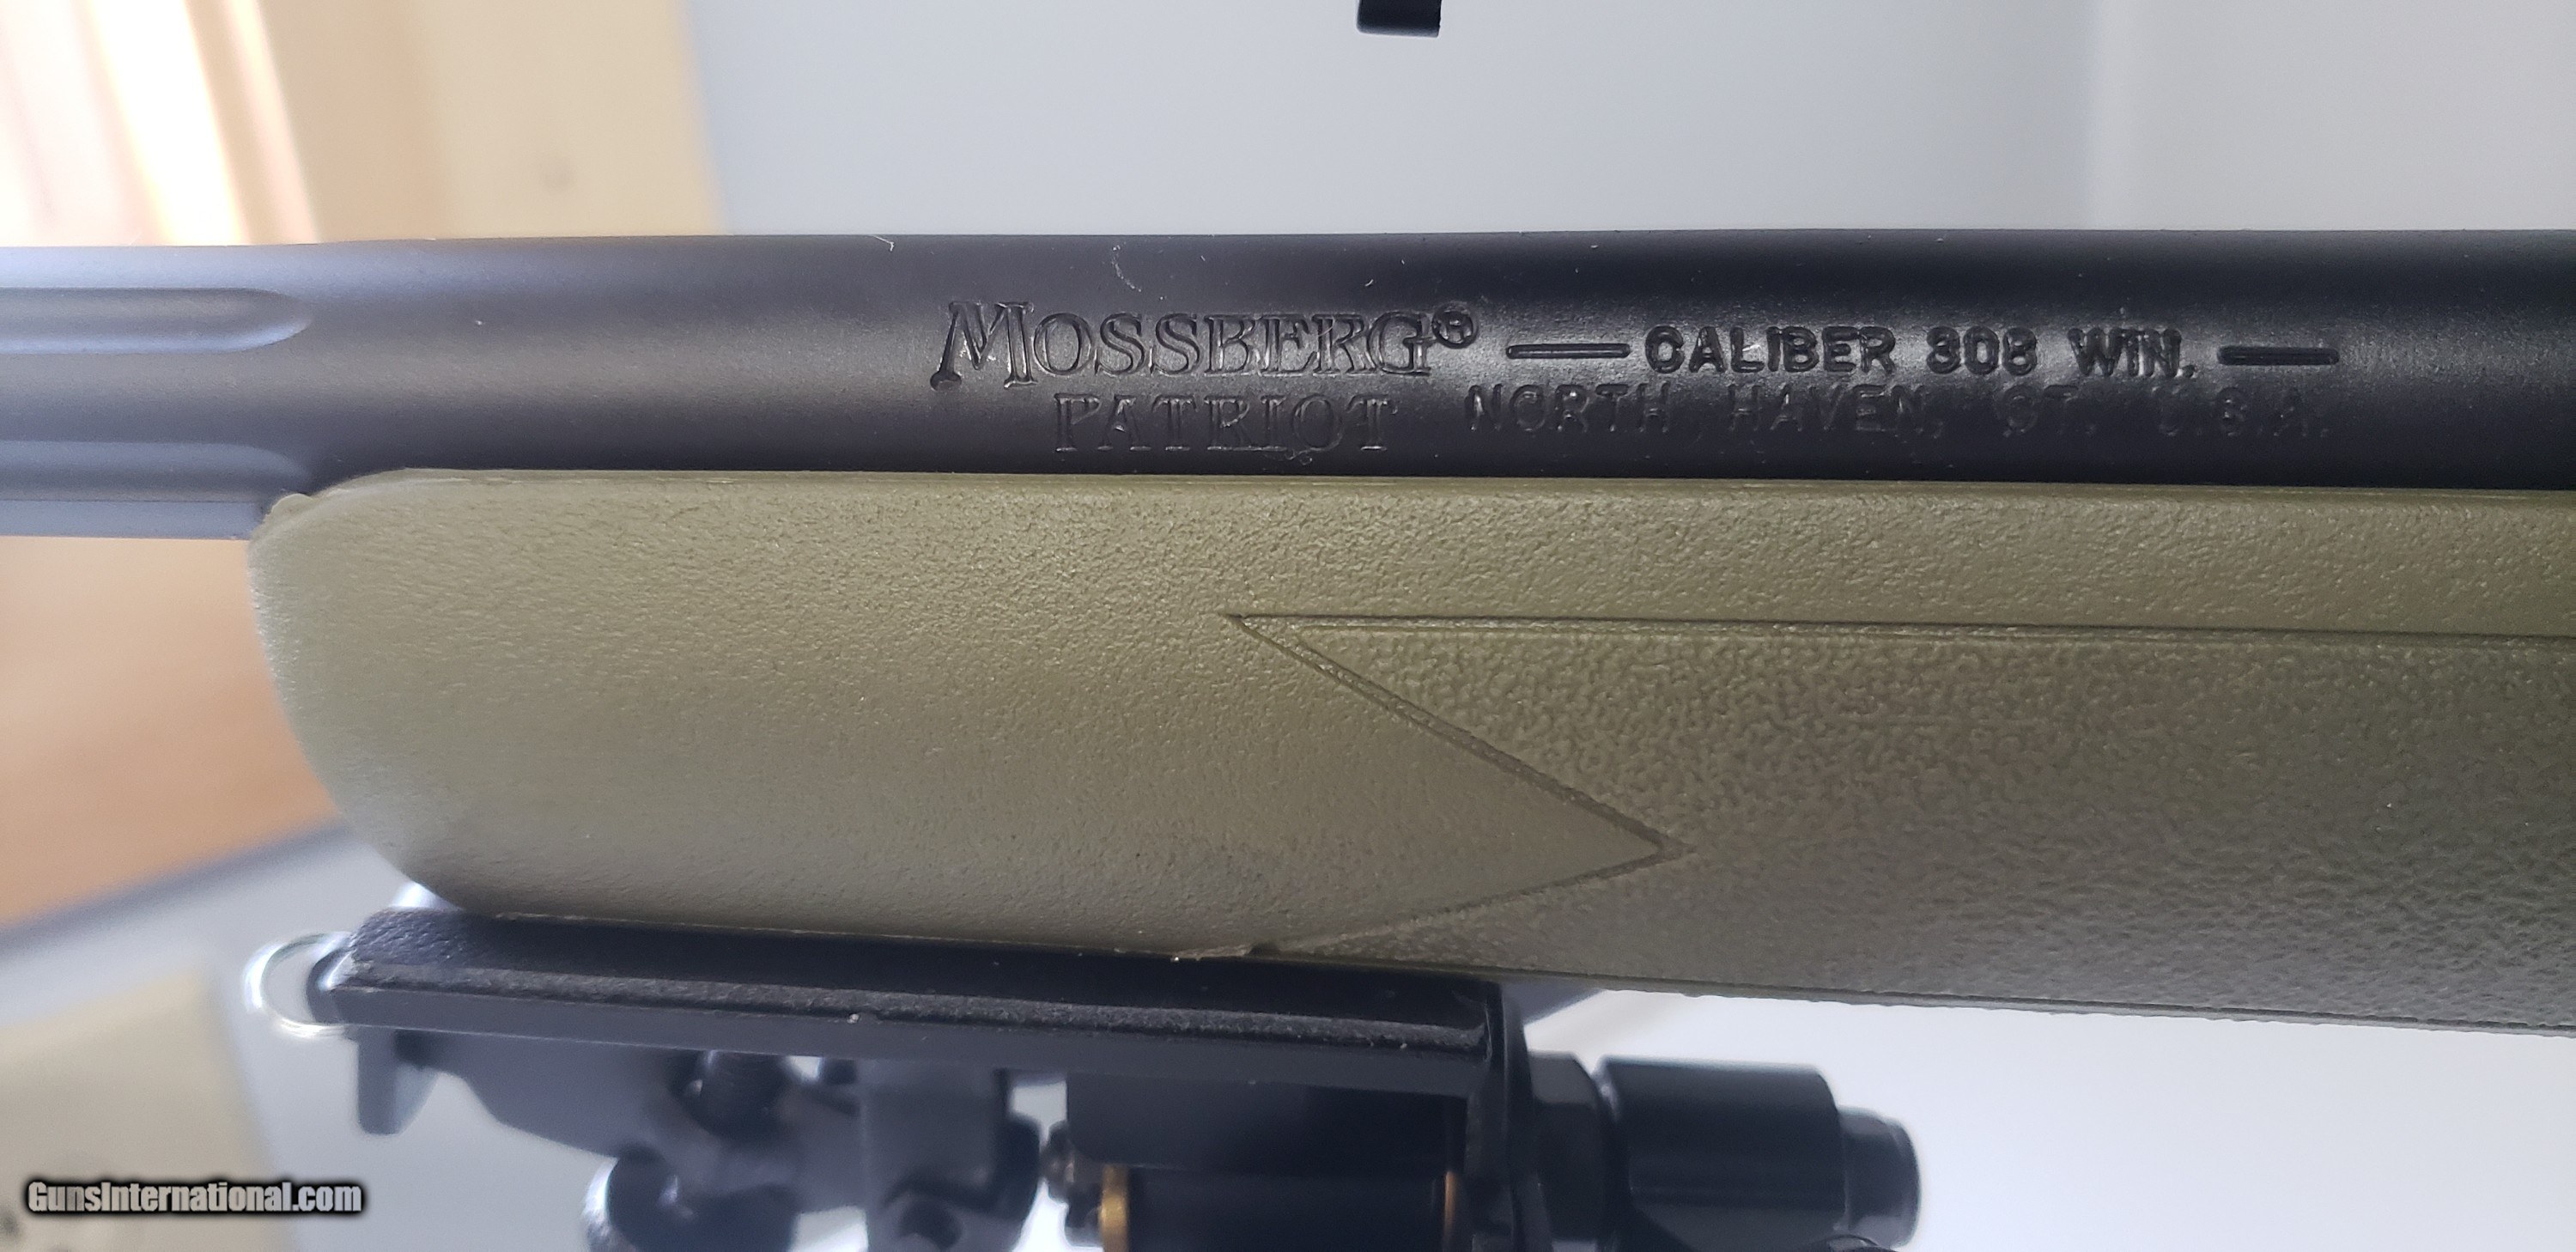 MOSSBERG® — CALIBER 308 WIN. —
PATRIOT NORTH HAVEN, CT. U.S.A.
GunsInternational.com